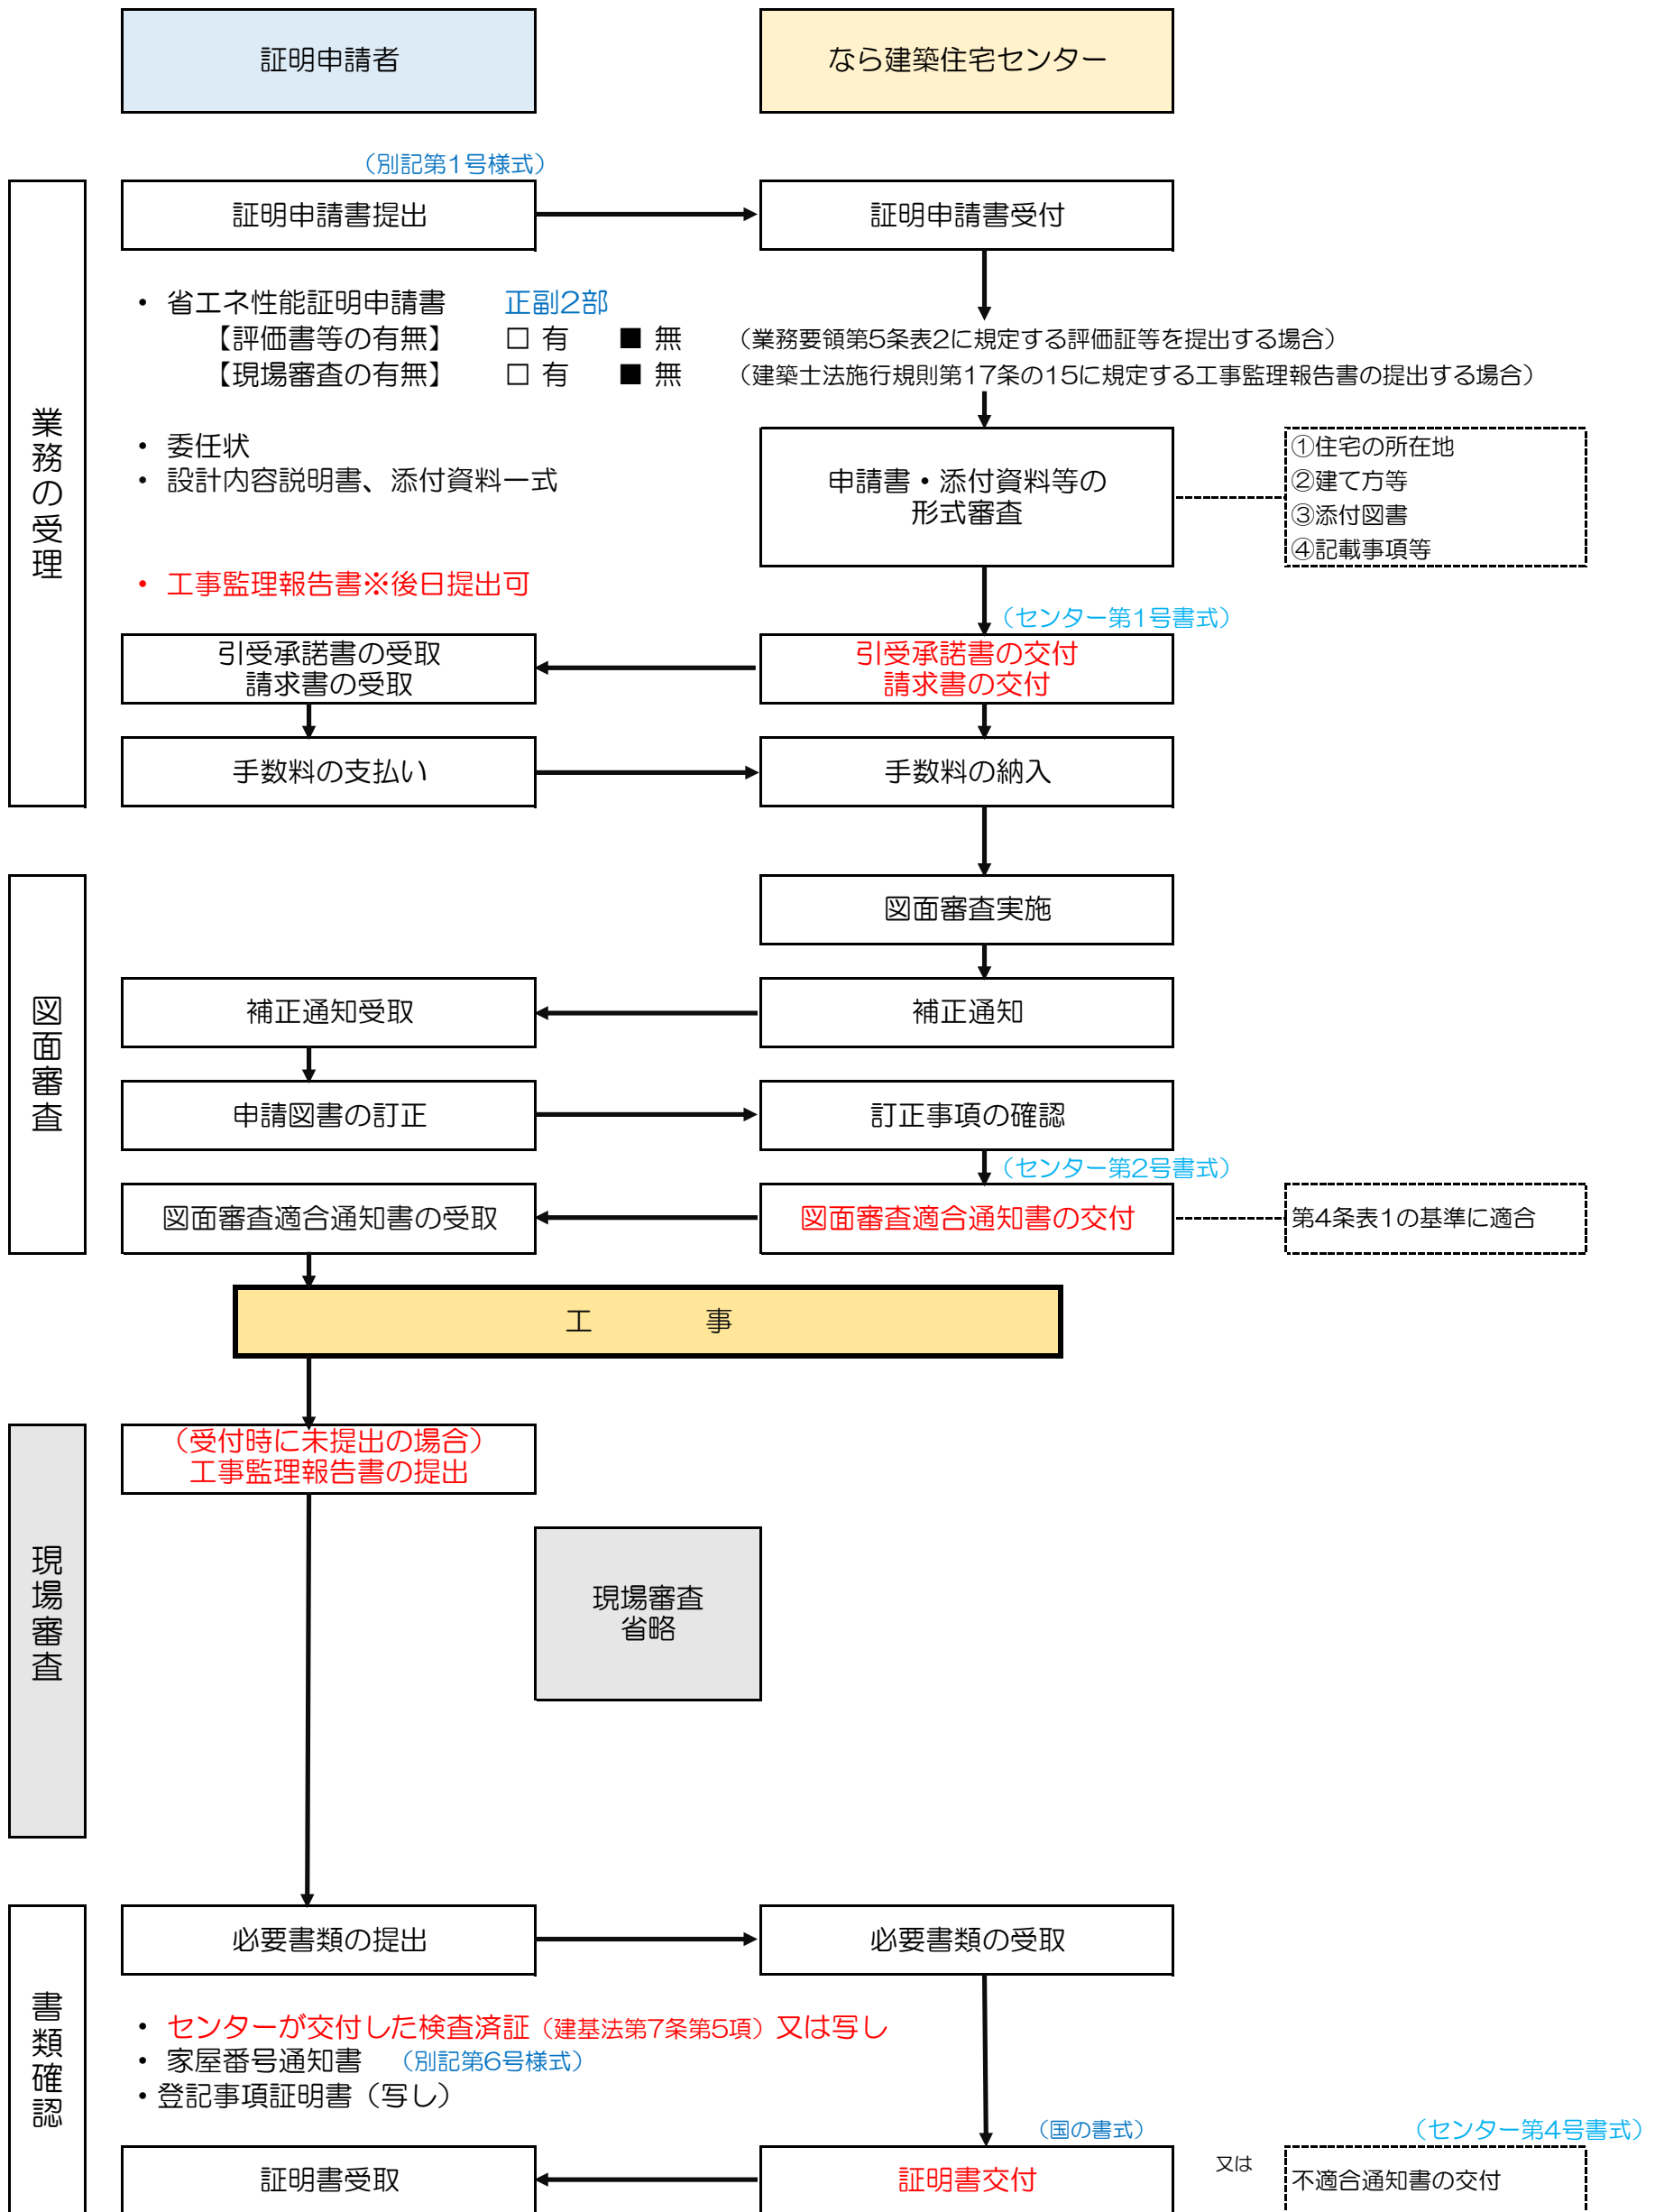 証明申請者
なら建築住宅センター
（別記第1号様式）
業務の受理
証明申請書提出
証明申請書受付
・ 省エネ性能証明申請書 正副2部
【評価書等の有無】 □ 有 ■ 無 （業務要領第5条表2に規定する評価証等を提出する場合）
【現場審査の有無】 □ 有 ■ 無 （建築士法施行規則第17条の15に規定する工事監理報告書の提出する場合）
・ 委任状
・ 設計内容説明書、添付資料一式
・ 工事監理報告書※後日提出可
申請書・添付資料等の
形式審査
①住宅の所在地
②建て方等
③添付図書
④記載事項等
（センター第1号書式）
引受承諾書の受取
請求書の受取
引受承諾書の交付
請求書の交付
手数料の支払い
手数料の納入
図面審査
図面審査実施
補正通知受取
補正通知
申請図書の訂正
訂正事項の確認
（センター第2号書式）
図面審査適合通知書の受取
図面審査適合通知書の交付
第4条表1の基準に適合
工 事
現場審査
（受付時に未提出の場合）
工事監理報告書の提出
現場審査
省略
書類確認
必要書類の提出
必要書類の受取
・ センターが交付した検査済証（建基法第7条第5項）又は写し
・ 家屋番号通知書 （別記第6号様式）
・登記事項証明書（写し）
（国の書式）
（センター第4号書式）
証明書受取
証明書交付
又は
不適合通知書の交付